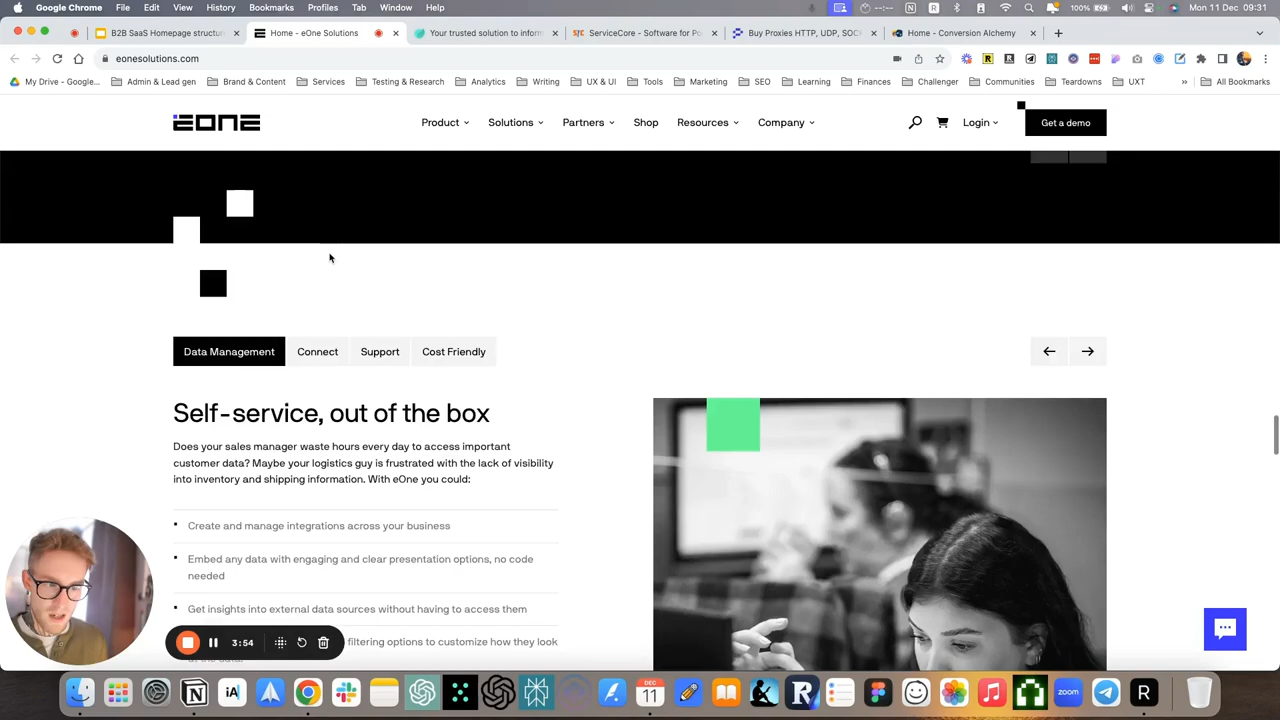 Google Chrome File Edit View History Bookmarks Profiles Tab Window Help 100% Mon 11 Dec 09:31
B2B SaaS Homepage structure Home - eOne Solutions Your trusted solution to inform ServiceCore - Software for Po Buy Proxies HTTP, UDP, SOC Home - Conversion Alchemy
eonesolutions.com
My Drive - Google... Admin & Lead gen Brand & Content Services Testing & Research Analytics Writing UX & UI Tools Marketing SEO Learning Finances Challenger Communities Teardowns UXT » All Bookmarks
EONE Product Solutions Partners Shop Resources Company Login Get a demo
Data Management Connect Support Cost Friendly
Self-service, out of the box
Does your sales manager waste hours every day to access important
customer data? Maybe your logistics guy is frustrated with the lack of visibility
into inventory and shipping information. With eOne you could:
Create and manage integrations across your business
Embed any data with engaging and clear presentation options, no code
needed
Get insights into external data sources without having to access them
filtering options to customize how they look
3:54
DEC
11
iA
R
zoom
R